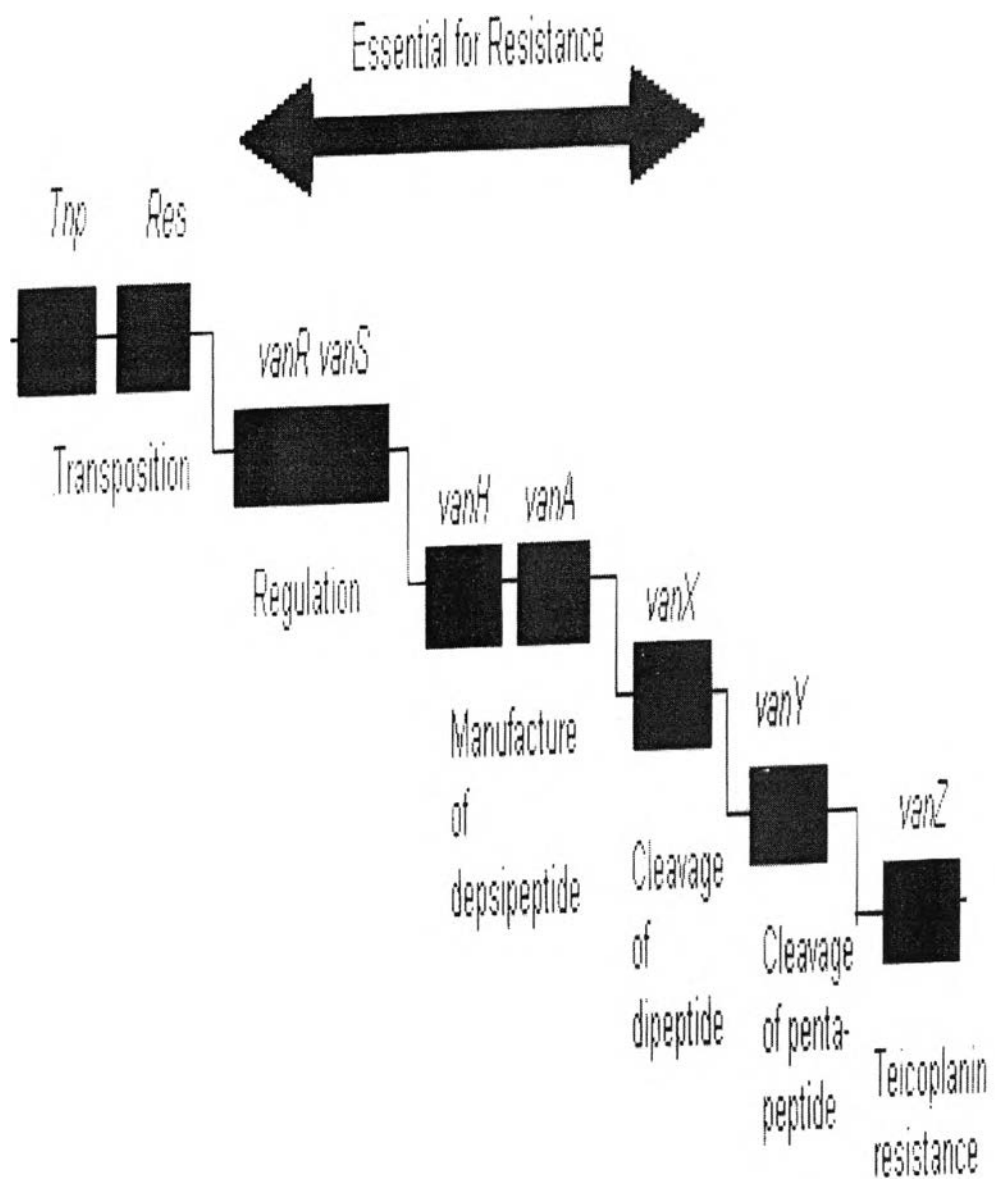 Essential for Resistance
Tnp Res
Transposition
vanR vanS
Regulation
vanH vanA
Manufacture
of
depsipeptide
vanX
Cleavage
of
dipeptide
vanY
Cleavage
of penta-
peptide
vanZ
Teicoplanin
resistance